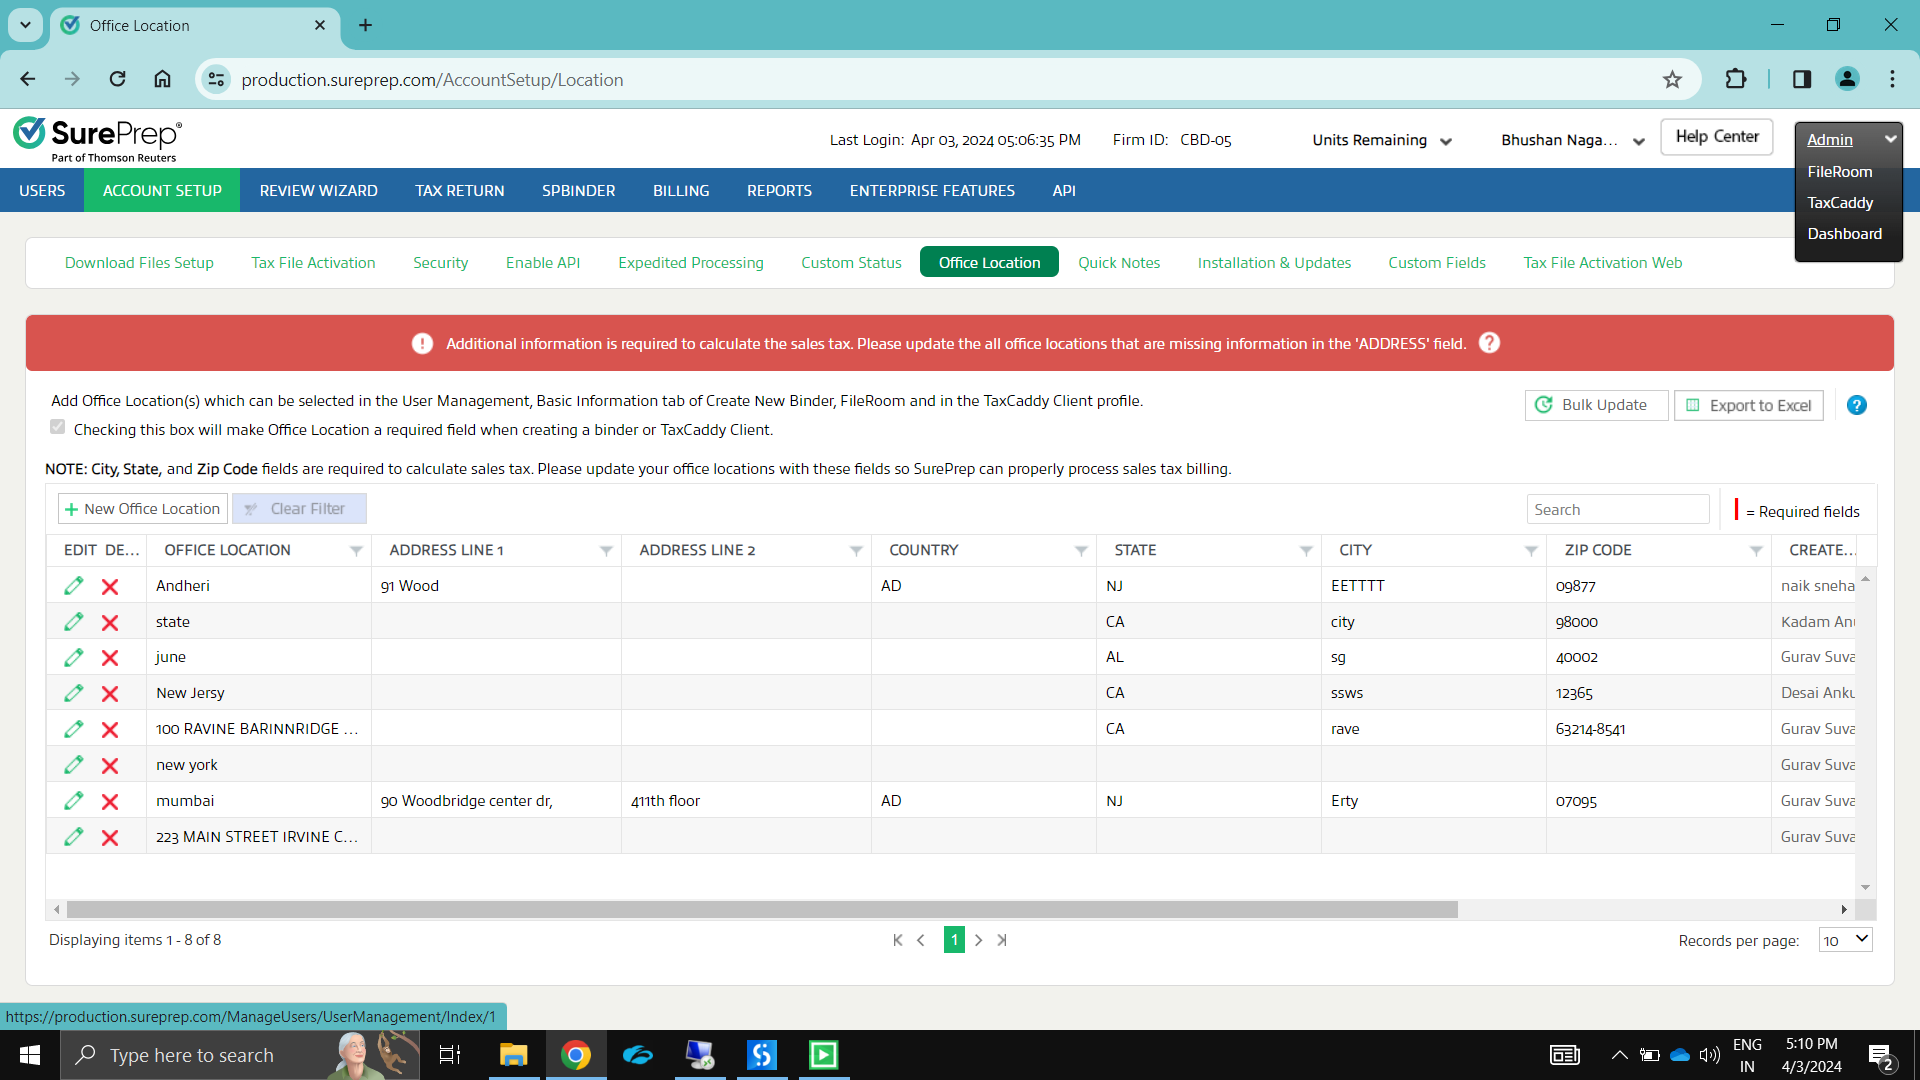 Office Location
production.sureprep.com/AccountSetup/Location
SurePrep®
Part of Thomson Reuters
Last Login: Apr 03, 2024 05:06:35 PM
Firm ID: CBD-05
Units Remaining
Bhushan Naga...
Help Center
Admin
FileRoom
TaxCaddy
Dashboard
USERS ACCOUNT SETUP REVIEW WIZARD TAX RETURN SPBINDER BILLING REPORTS ENTERPRISE FEATURES API
Download Files Setup Tax File Activation Security Enable API Expedited Processing Custom Status Office Location Quick Notes Installation & Updates Custom Fields Tax File Activation Web
Additional information is required to calculate the sales tax. Please update the all office locations that are missing information in the 'ADDRESS' field. ?
Add Office Location(s) which can be selected in the User Management, Basic Information tab of Create New Binder, FileRoom and in the TaxCaddy Client profile.
Bulk Update Export to Excel ?
Checking this box will make Office Location a required field when creating a binder or TaxCaddy Client.
NOTE: City, State, and Zip Code fields are required to calculate sales tax. Please update your office locations with these fields so SurePrep can properly process sales tax billing.
+ New Office Location Clear Filter Search = Required fields
EDIT DE... OFFICE LOCATION ADDRESS LINE 1 ADDRESS LINE 2 COUNTRY STATE CITY ZIP CODE CREATE...
Andheri 91 Wood AD NJ EETTTT 09877 naik sneha
state CA city 98000 Kadam Anu
june AL sg 40002 Gurav Suva
New Jersy CA ssws 12365 Desai Anku
100 RAVINE BARINNRIDGE ... CA rave 63214-8541 Gurav Suva
new york Gurav Suva
mumbai 90 Woodbridge center dr, 411th floor AD NJ Erty 07095 Gurav Suva
223 MAIN STREET IRVINE C... Gurav Suva
Displaying items 1 - 8 of 8
1
Records per page: 10
https://production.sureprep.com/ManageUsers/UserManagement/Index/1
Type here to search
ENG
IN
5:10 PM
4/3/2024
2